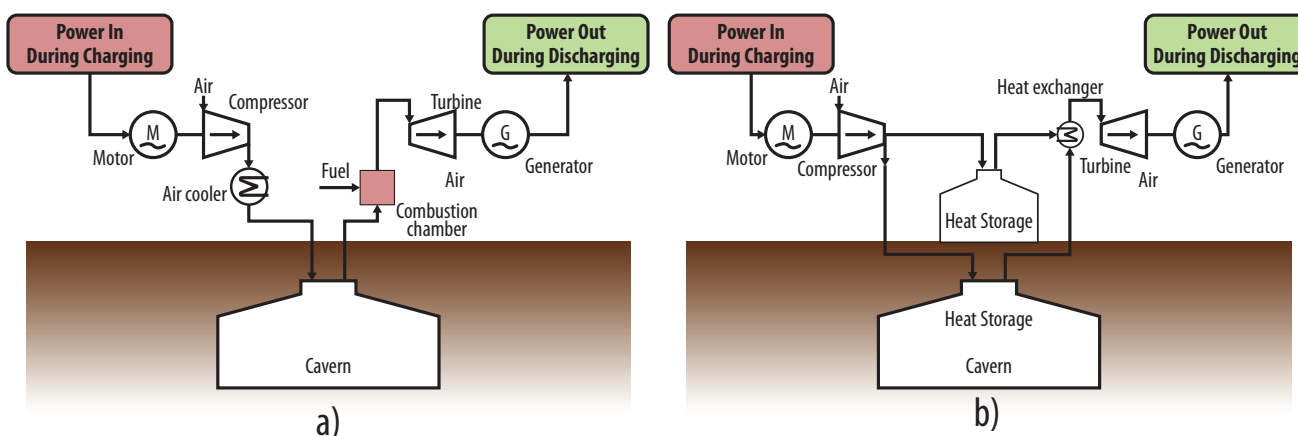 Power In
During Charging
Power Out
During Discharging
Air
Compressor
M
Motor
Air cooler
Fuel
Combustion
chamber
Turbine
Air
G
Generator
Cavern
a)
Power In
During Charging
Power Out
During Discharging
Air
M
Motor
Compressor
Heat exchanger
Turbine
Air
G
Generator
Heat Storage
Heat Storage
Cavern
b)